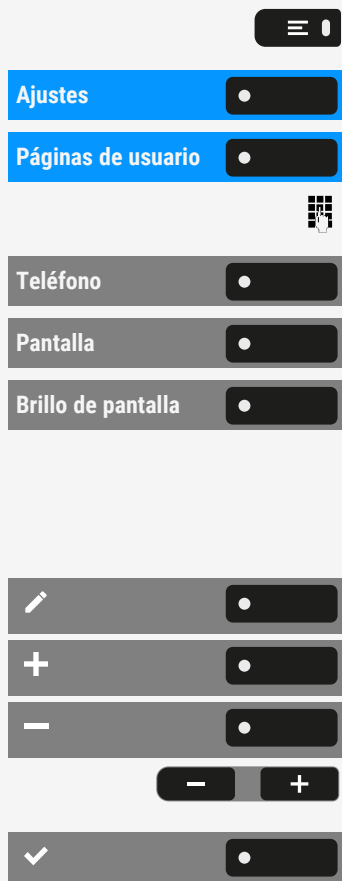 Ajustes
Páginas de usuario
Teléfono
Pantalla
Brillo de pantalla